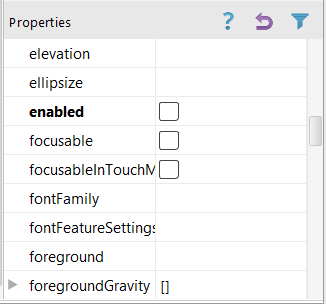 Properties ?
elevation
ellipsize
enabled
focusable
focusableInTouchM
fontFamily
fontFeatureSettings
foreground
foregroundGravity []